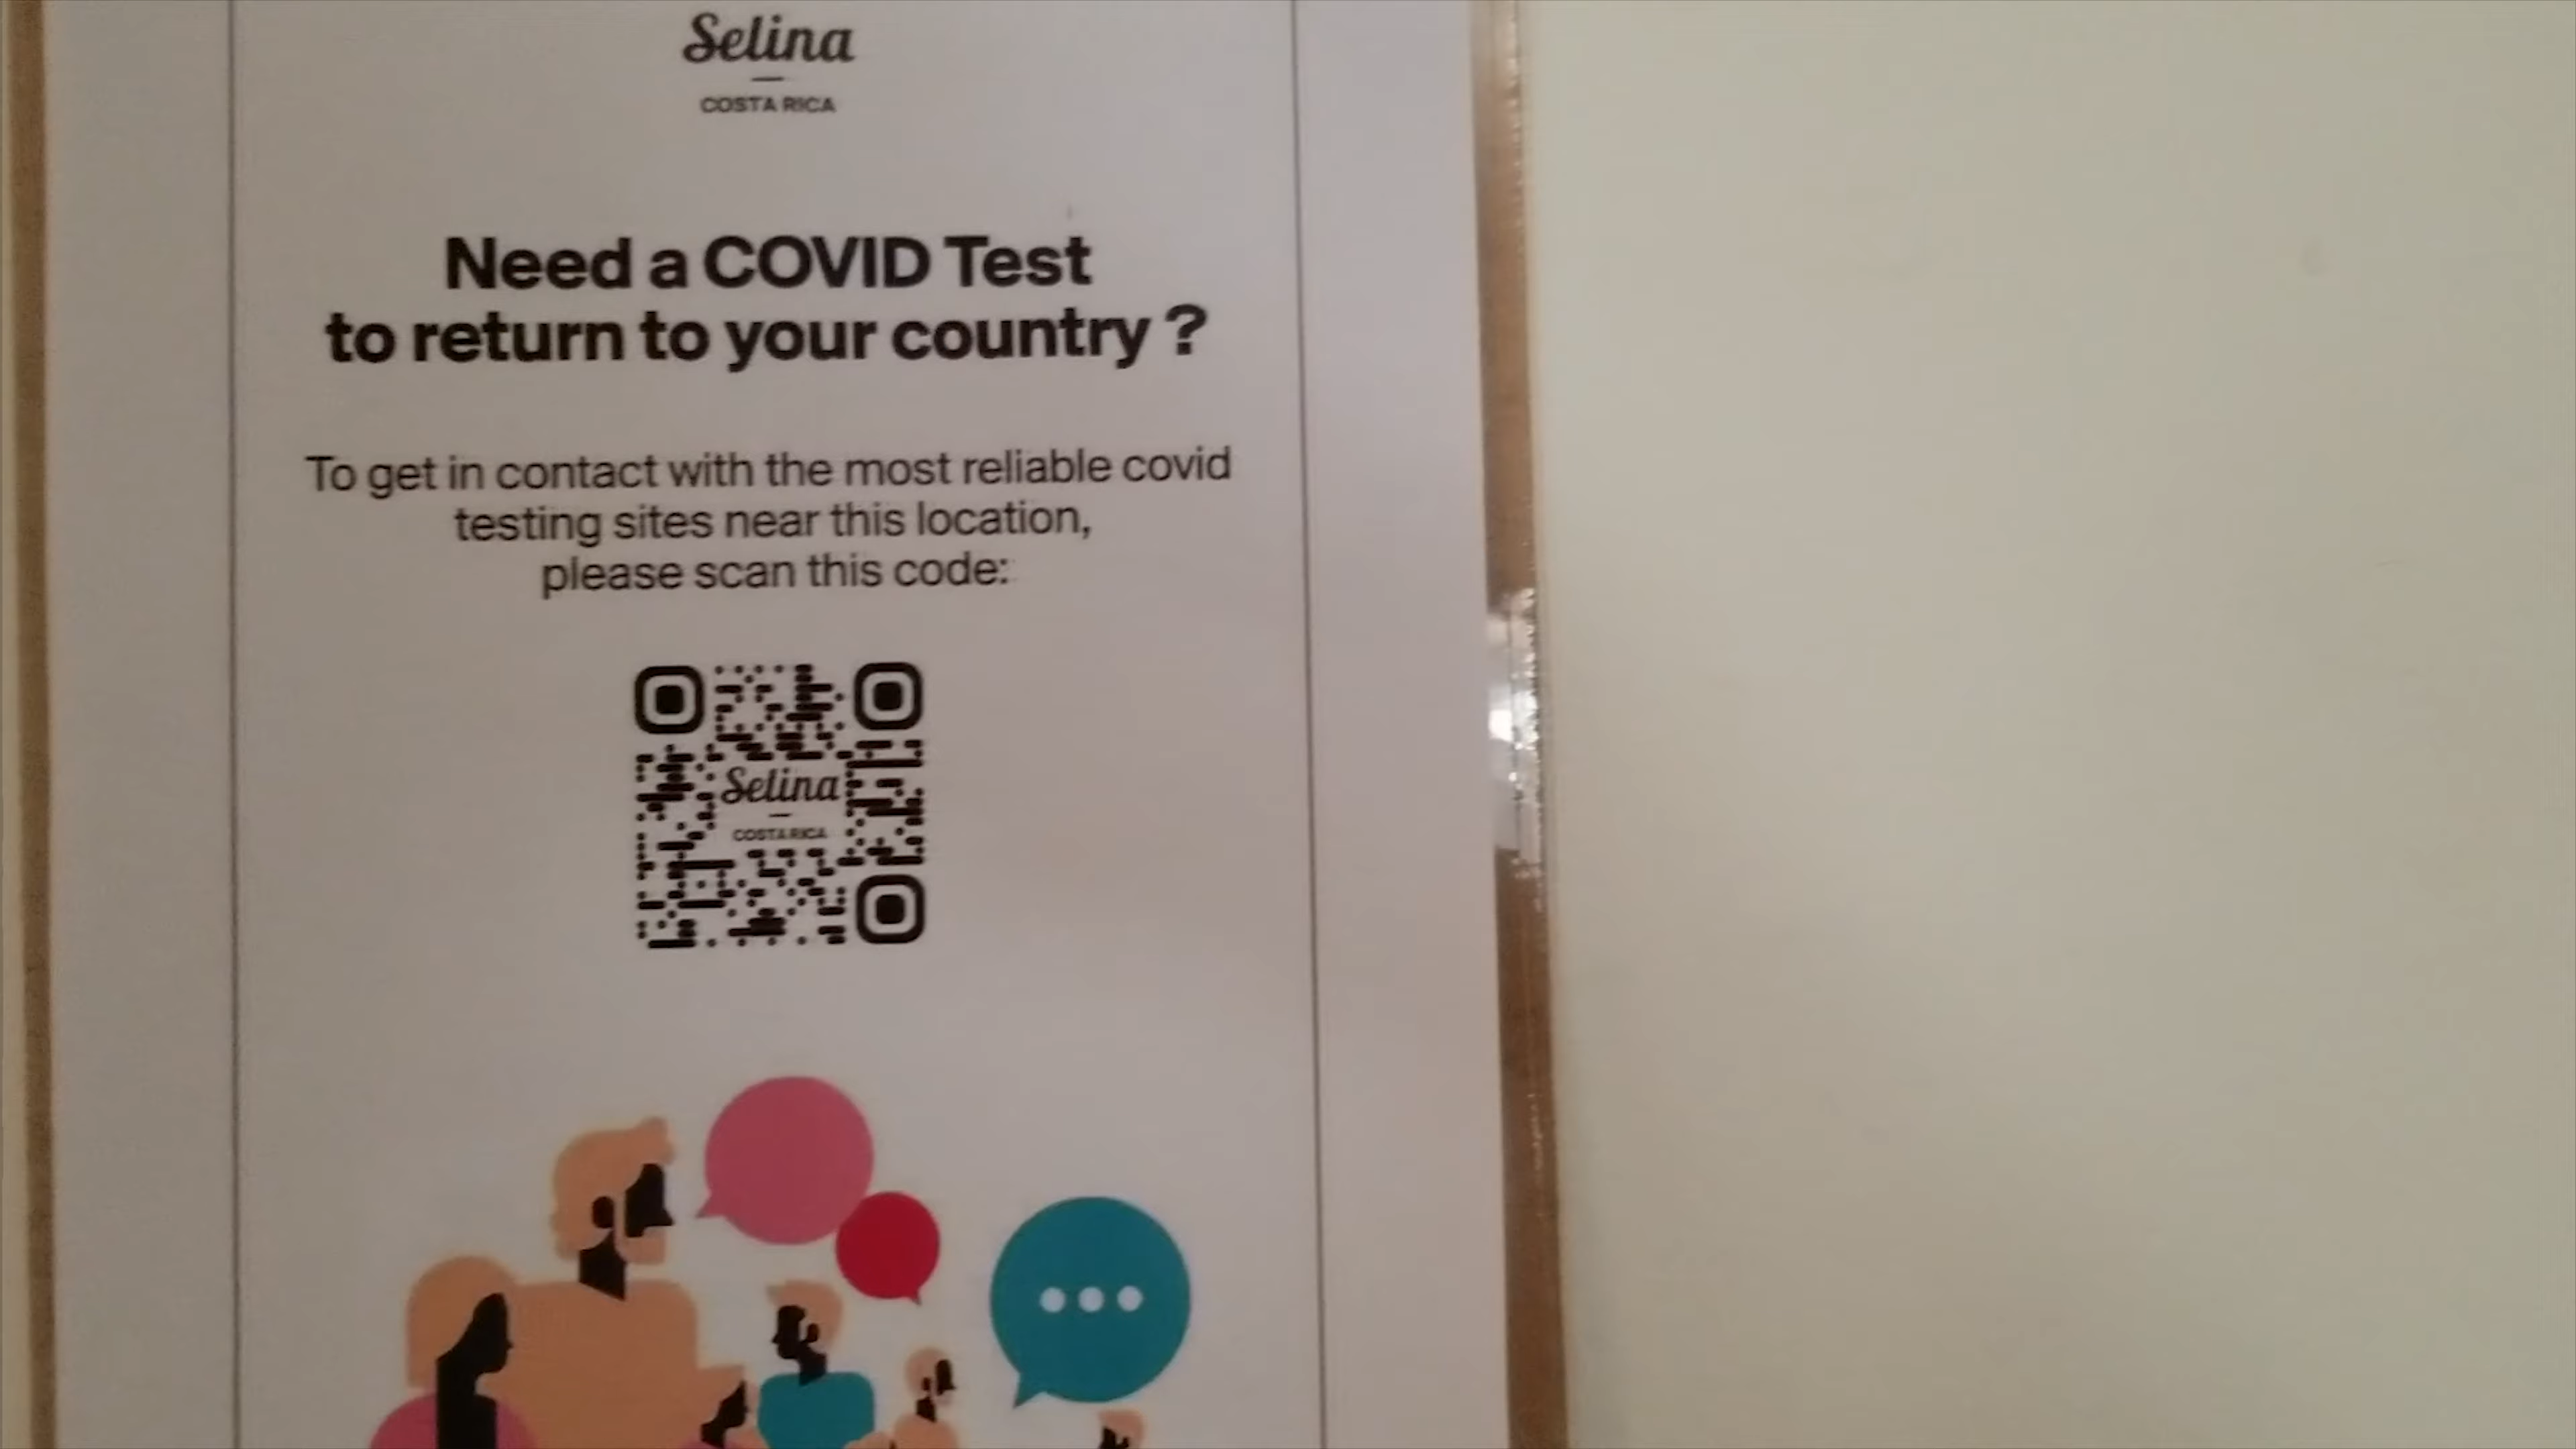 Selina
COSTA RICA
Need a COVID Test
to return to your country ?
To get in contact with the most reliable covid
testing sites near this location,
please scan this code:
Selina
COSTA RICA